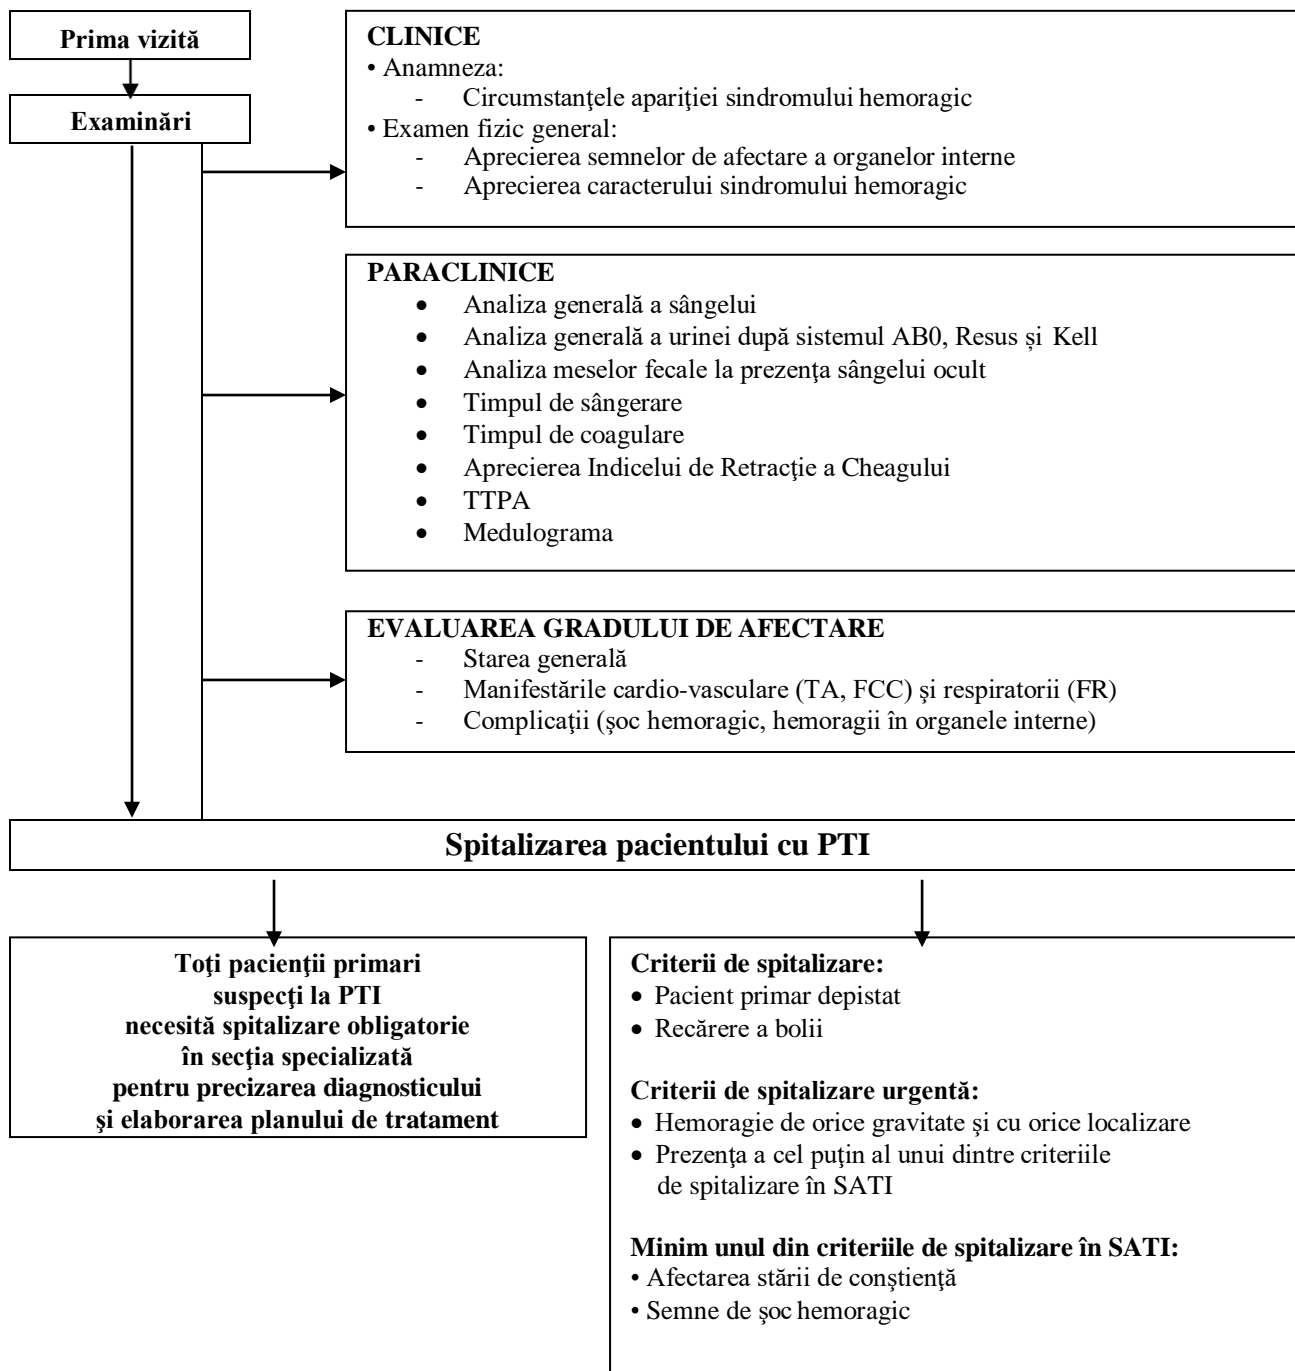 Prima vizită
Examinări
CLINICE
• Anamneza:
- Circumstanţele apariţiei sindromului hemoragic
• Examen fizic general:
- Aprecierea semnelor de afectare a organelor interne
- Aprecierea caracterului sindromului hemoragic
PARACLINICE
• Analiza generală a sângelui
• Analiza generală a urinei după sistemul AB0, Resus și Kell
• Analiza meselor fecale la prezenţa sângelui ocult
• Timpul de sângerare
• Timpul de coagulare
• Aprecierea Indicelui de Retracţie a Cheagului
• TTPA
• Medulograma
EVALUAREA GRADULUI DE AFECTARE
- Starea generală
- Manifestările cardio-vasculare (TA, FCC) şi respiratorii (FR)
- Complicaţii (şoc hemoragic, hemoragii în organele interne)
Spitalizarea pacientului cu PTI
Toţi pacienţii primari
suspecţi la PTI
necesită spitalizare obligatorie
în secţia specializată
pentru precizarea diagnosticului
şi elaborarea planului de tratament
Criterii de spitalizare:
• Pacient primar depistat
• Recărere a bolii
Criterii de spitalizare urgentă:
• Hemoragie de orice gravitate şi cu orice localizare
• Prezenţa a cel puţin al unui dintre criteriile
de spitalizare în SATI
Minim unul din criteriile de spitalizare în SATI:
• Afectarea stării de conştienţă
• Semne de şoc hemoragic